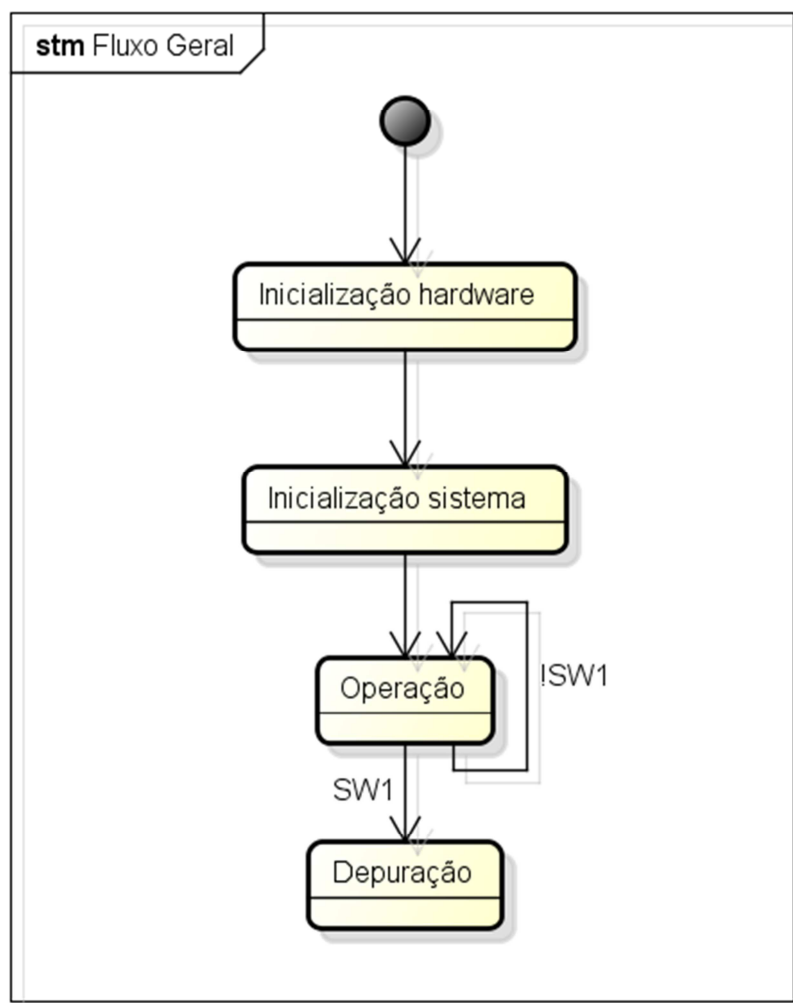 stm Fluxo Geral
Inicialização hardware
Inicialização sistema
Operação
!SW1
SW1
Depuração